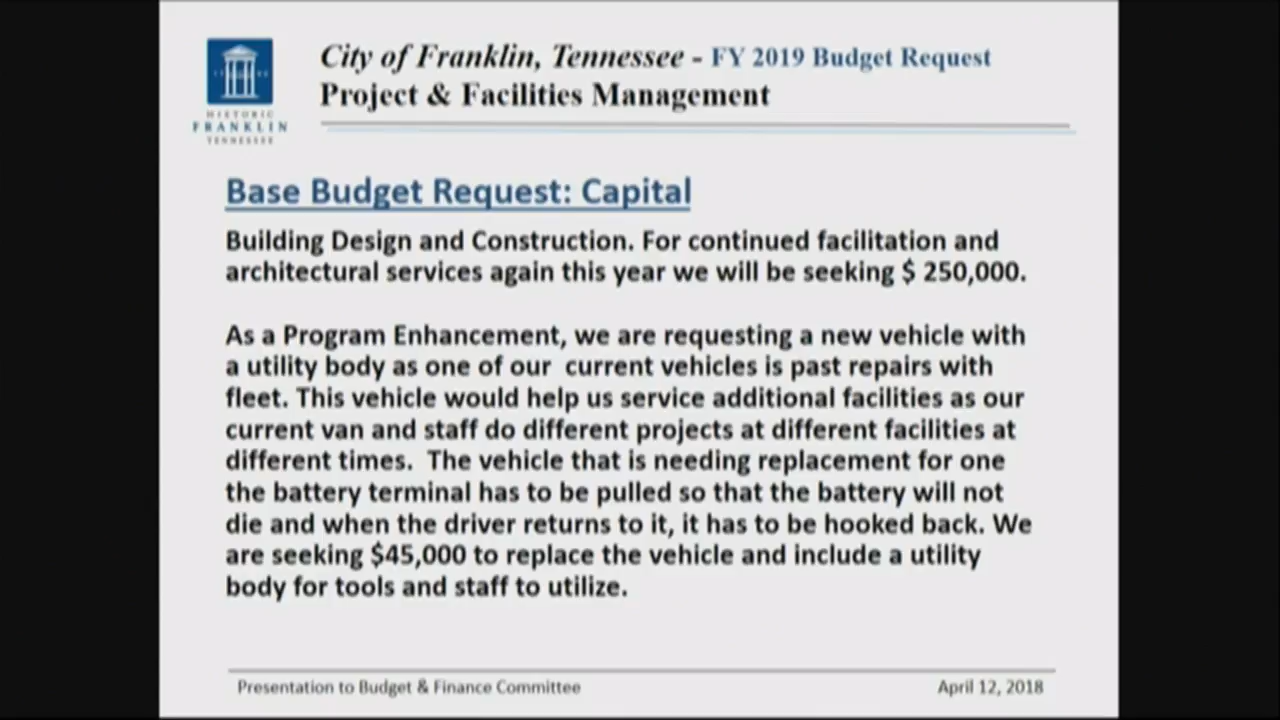 City of Franklin, Tennessee - FY 2019 Budget Request
Project & Facilities Management
HISTORIC
FRANKLIN
TENNESSEE
Base Budget Request: Capital
Building Design and Construction. For continued facilitation and
architectural services again this year we will be seeking $ 250,000.
As a Program Enhancement, we are requesting a new vehicle with
a utility body as one of our current vehicles is past repairs with
fleet. This vehicle would help us service additional facilities as our
current van and staff do different projects at different facilities at
different times. The vehicle that is needing replacement for one
the battery terminal has to be pulled so that the battery will not
die and when the driver returns to it, it has to be hooked back. We
are seeking $45,000 to replace the vehicle and include a utility
body for tools and staff to utilize.
Presentation to Budget & Finance Committee
April 12, 2018